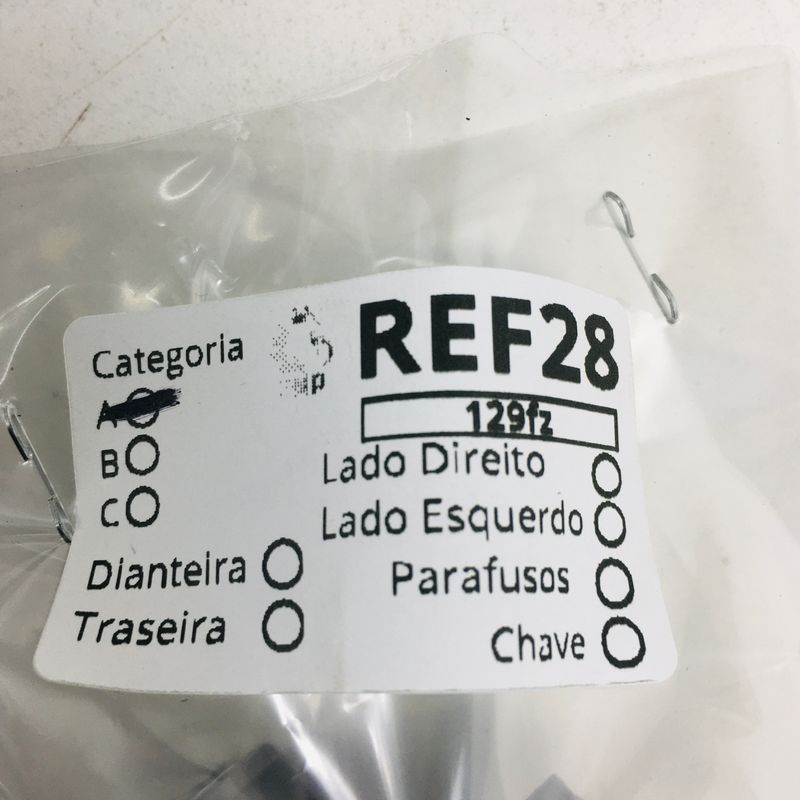 REF28
129fz
Categoria
A
B
C
Dianteira
Traseira
Lado Direito
Lado Esquerdo
Parafusos
Chave